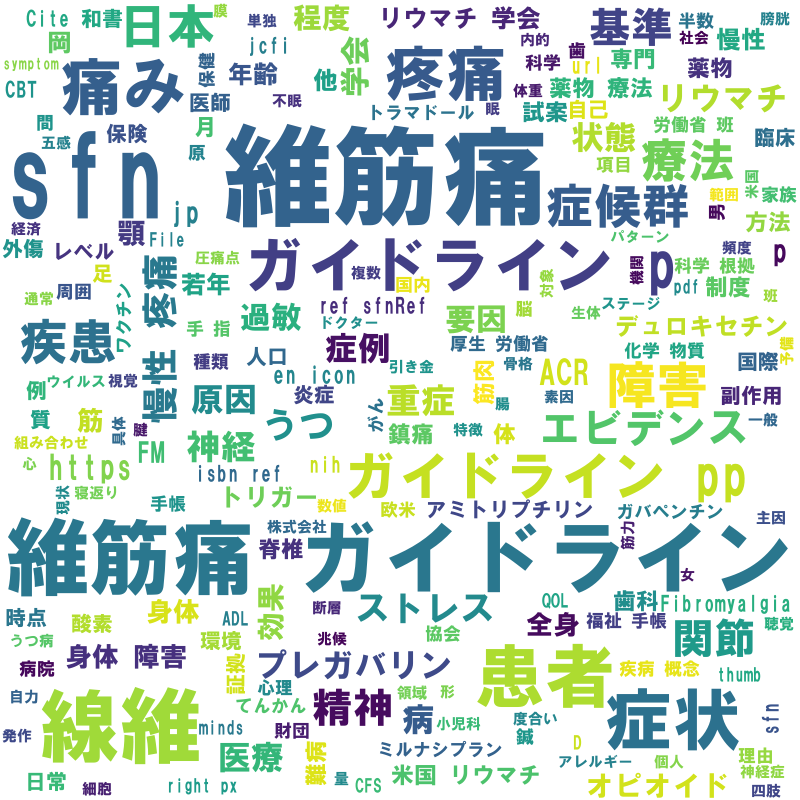 Cite 和書
日本
膜
程度
リウマチ 学会
基準
半数
膀胱
単独
内的
社会
慢性
岡
jcfi
学会
疼痛
歯
科学
url
専門
薬物
symptom
痛み
保健
年齢
他
薬物 療法
リウマチ
CBT
医師
不眠
トラマドール
眠
体重
試案
自己
間
保険
月
状態
労働省 班
臨床
五感
原
維筋痛
療法
項目
sfn
症候群
米国
範囲
家族
jp
男
方法
経済
顎
File
パターン
外傷
レベル
圧痛点
ガイドライン p
機関
頻度
p
足
慢性 疼痛
若年
複数
国内
対象
科学 根拠
通常
周囲
ワクチン
ref sfnRef
脳
ステージ
pdf
制度
班
疾患
手 指
過敏
ドクター
要因
生体
デュロキセチン
種類
人口
症例
厚生 労働省
化学 物質
予備
例
ウイルス
視覚
en icon
引き金
骨格
ACR
国際
質
筋
原因
炎症
重症
筋肉
素因
障害
副作用
具体
腱
うつ
がん
腸
一般
組み合わせ
FM
神経
鎮痛
特徴
体
エビデンス
心
https
isbn ref
nih
ガイドライン pp
現状
寝返り
手帳
トリガー
数値
欧米
アミトリプチリン
ガバペンチン
主因
維筋痛
株式会社
ガイドライン
筋力
脊椎
女
時点
酸素
身体
ADL
効果
断層
ストレス
QOL
歯科
Fibromyalgia
うつ病
環境
兆候
協会
全身
福祉 手帳
関節
聴覚
病院
身体 障害
証拠
プレガバリン
患者
疾病 概念
自力
線維
心理
てんかん
精神
領域
形
thumb
発作
minds
財団
病
小児科
度合い
症状
sfn
医療
難病
ミルナシプラン
鍼
D
アレルギー
個人
理由
日常
細胞
right px
量
CFS
米国 リウマチ
オピオイド
神経症
四肢